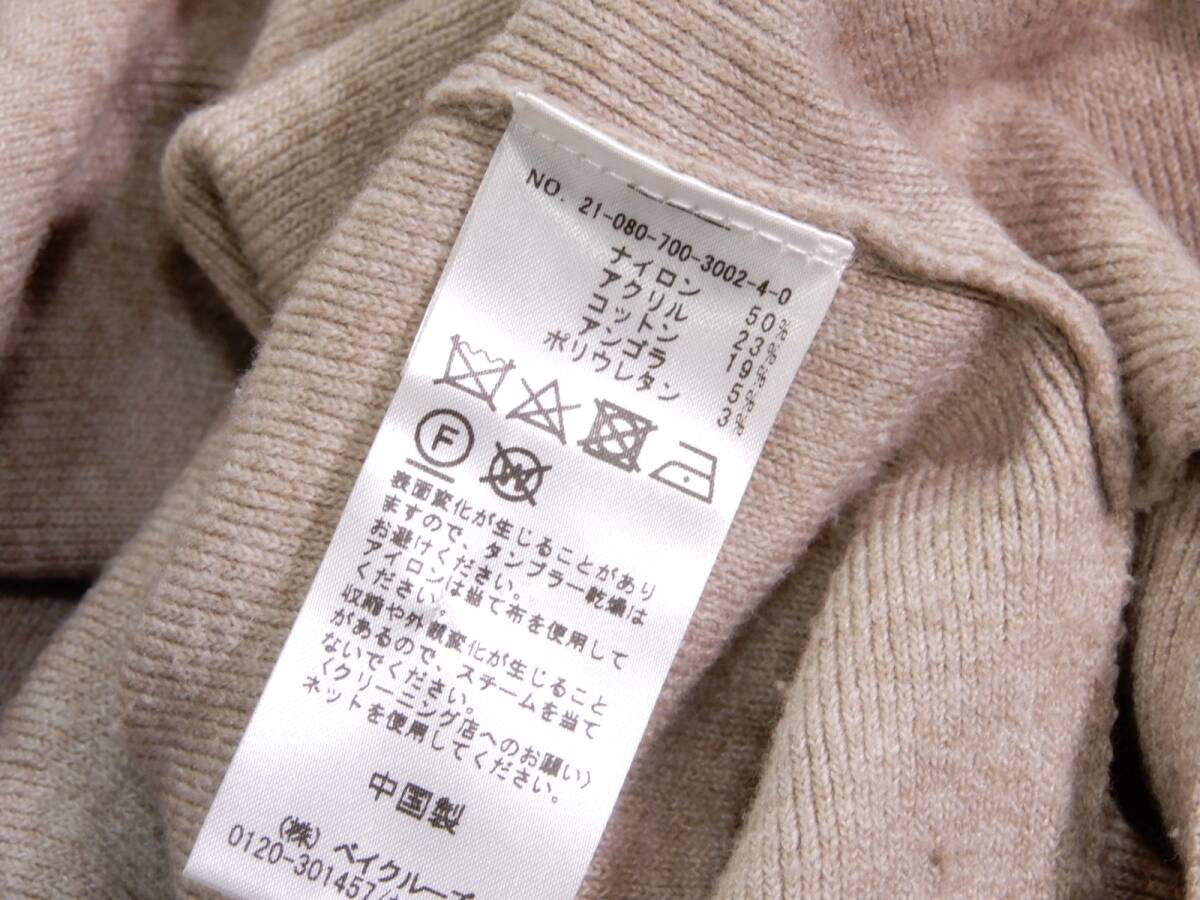 NO. 21-080-700-3002-4-0
ナイロン 50%
アクリル 23%
コットン 19%
アンゴラ 5%
ポリウレタン 3%
F W
表面変化が生じることがあり
ますので、タンブラー乾燥は
お避けください。
アイロンは当て布を使用して
ください。
収縮や外観変化が生じること
があるので、スチームを当て
ないでください。
〈クリーニング店へのお願い〉
ネットを使用してください。
中国製
(株) ベイクルーズ
0120-301457/